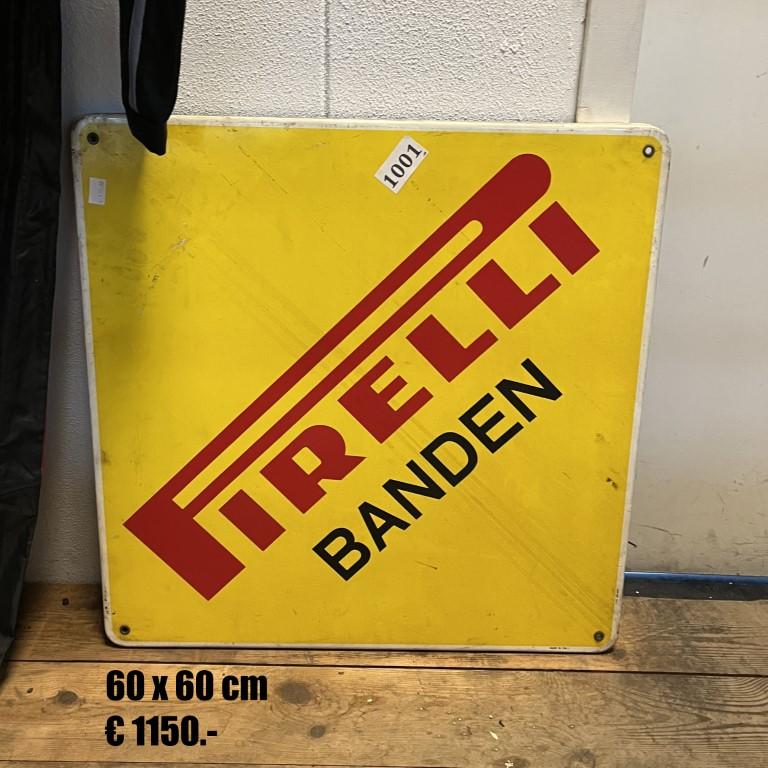 1001
PIRELLI
BANDEN
60 x 60 cm
€ 1150.-